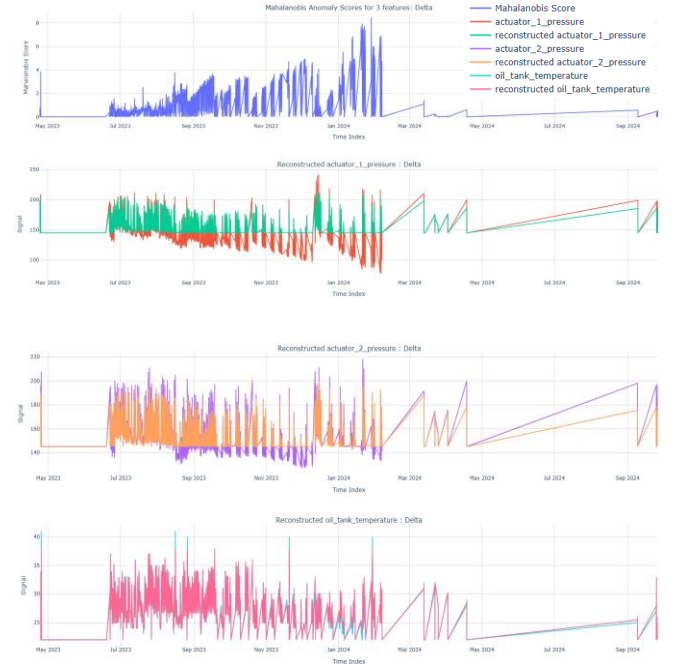 Mahalanobis Anomaly Scores for 3 features: Delta
Mahalanobis Score
actuator_1_pressure
reconstructed actuator_1_pressure
actuator_2_pressure
reconstructed actuator_2_pressure
oil_tank_temperature
reconstructed oil_tank_temperature
Mahalanobis Score
6
4
2
0
May 2023 Jul 2023 Sep 2023 Nov 2023 Jan 2024 Mar 2024 May 2024 Jul 2024 Sep 2024
Time Index
Reconstructed actuator_1_pressure : Delta
Signal
250
200
150
100
May 2023 Jul 2023 Sep 2023 Nov 2023 Jan 2024 Mar 2024 May 2024 Jul 2024 Sep 2024
Time Index
Reconstructed actuator_2_pressure : Delta
Signal
220
200
180
160
140
May 2023 Jul 2023 Sep 2023 Nov 2023 Jan 2024 Mar 2024 May 2024 Jul 2024 Sep 2024
Time Index
Reconstructed oil_tank_temperature : Delta
Signal
40
35
30
25
May 2023 Jul 2023 Sep 2023 Nov 2023 Jan 2024 Mar 2024 May 2024 Jul 2024 Sep 2024
Time Index